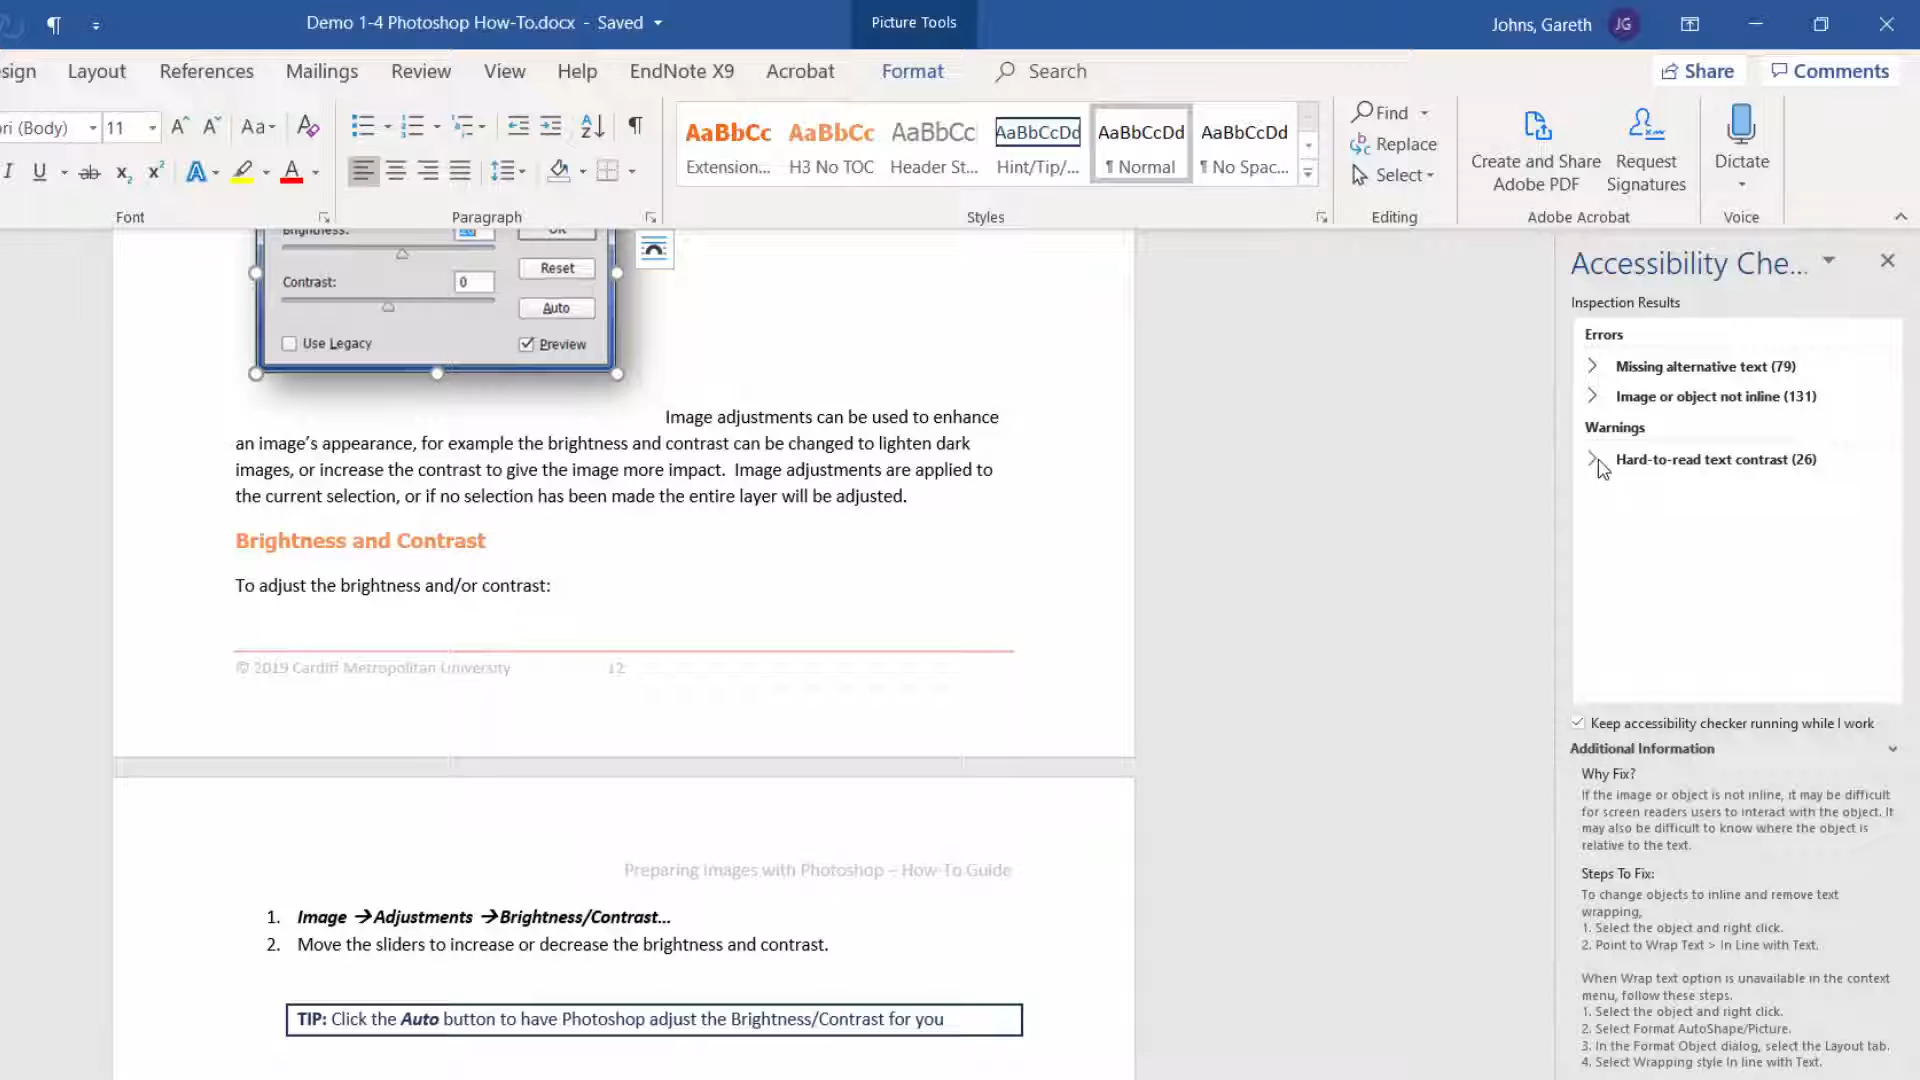 Demo 1-4 Photoshop How-To.docx - Saved
Picture Tools
Johns, Gareth
JG
sign Layout References Mailings Review View Help EndNote X9 Acrobat Format Search
Share
Comments
ri (Body) 11
Aa
AaBbCc AaBbCc AaBbCc AaBbCcDd AaBbCcDd AaBbCcDd
Extension... H3 No TOC Header St... Hint/Tip/... ¶ Normal ¶ No Spac...
Find
Replace
Select
Create and Share
Adobe PDF
Request
Signatures
Dictate
Font Paragraph Styles Editing Adobe Acrobat Voice
Brightness:
OK
Reset
Contrast: 0
Auto
Use Legacy
Preview
Image adjustments can be used to enhance
an image’s appearance, for example the brightness and contrast can be changed to lighten dark
images, or increase the contrast to give the image more impact. Image adjustments are applied to
the current selection, or if no selection has been made the entire layer will be adjusted.
Brightness and Contrast
To adjust the brightness and/or contrast:
© 2019 Cardiff Metropolitan University 12
Preparing Images with Photoshop – How-To Guide
1. Image →Adjustments →Brightness/Contrast...
2. Move the sliders to increase or decrease the brightness and contrast.
TIP: Click the Auto button to have Photoshop adjust the Brightness/Contrast for you
Accessibility Che...
Inspection Results
Errors
Missing alternative text (79)
Image or object not inline (131)
Warnings
Hard-to-read text contrast (26)
Keep accessibility checker running while I work
Additional Information
Why Fix?
If the image or object is not inline, it may be difficult
for screen readers users to interact with the object. It
may also be difficult to know where the object is
relative to the text.
Steps To Fix:
To change objects to inline and remove text
wrapping,
1. Select the object and right click.
2. Point to Wrap Text > In Line with Text.
When Wrap text option is unavailable in the context
menu, follow these steps.
1. Select the object and right click.
2. Select Format AutoShape/Picture.
3. In the Format Object dialog, select the Layout tab.
4. Select Wrapping style In line with Text.